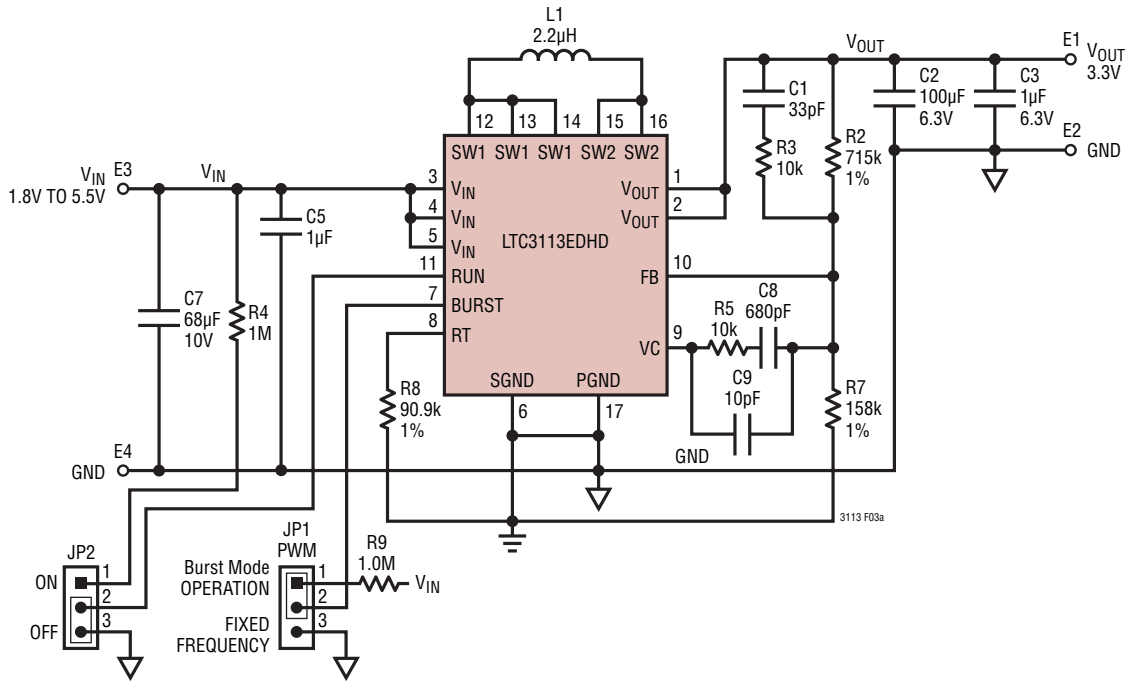 L1
2.2µH
VOUT
E1
VOUT
3.3V
C1
33pF
C2
100µF
6.3V
C3
1µF
6.3V
R3
10k
R2
715k
1%
E2
GND
12
13
14
15
16
SW1
SW1
SW1
SW2
SW2
VIN
1.8V TO 5.5V
E3
VIN
3
VIN
4
VIN
5
VIN
11
RUN
7
BURST
8
RT
LTC3113EDHD
VOUT
1
VOUT
2
FB
10
VC
9
SGND
PGND
6
17
C5
1µF
C7
68µF
10V
R4
1M
R8
90.9k
1%
R5
10k
C8
680pF
C9
10pF
R7
158k
1%
GND
GND
E4
3113 F03a
JP2
ON
OFF
1
2
3
JP1
PWM
Burst Mode
OPERATION
FIXED
FREQUENCY
1
2
3
R9
1.0M
VIN